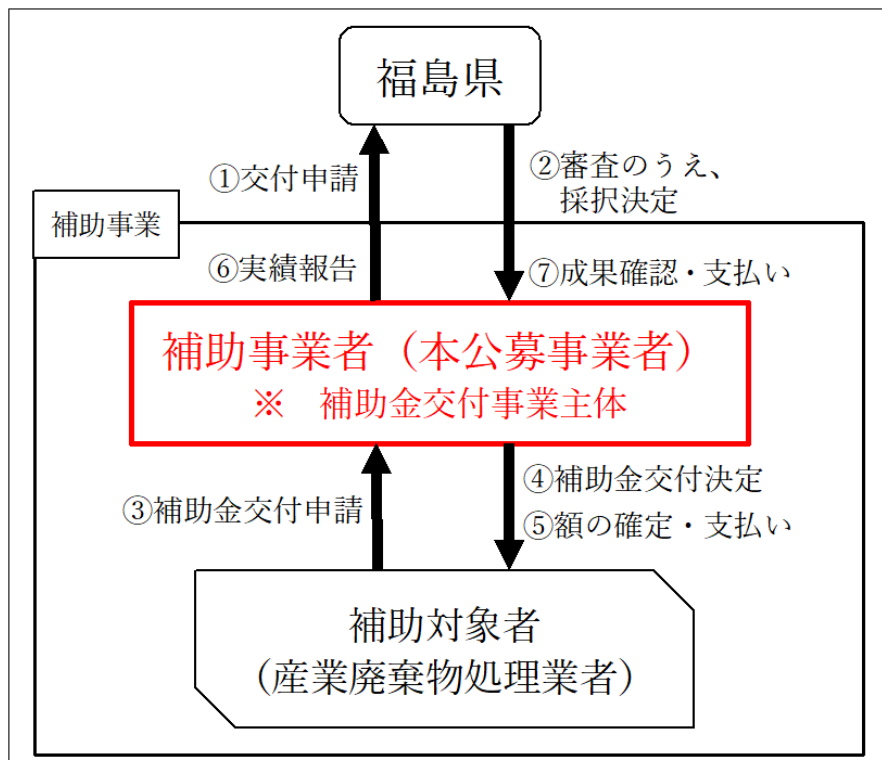 福島県
①交付申請
②審査のうえ、
採択決定
補助事業
⑥実績報告
⑦成果確認・支払い
補助事業者（本公募事業者）
※　補助金交付事業主体
③補助金交付申請
④補助金交付決定
⑤額の確定・支払い
補助対象者
（産業廃棄物処理業者）